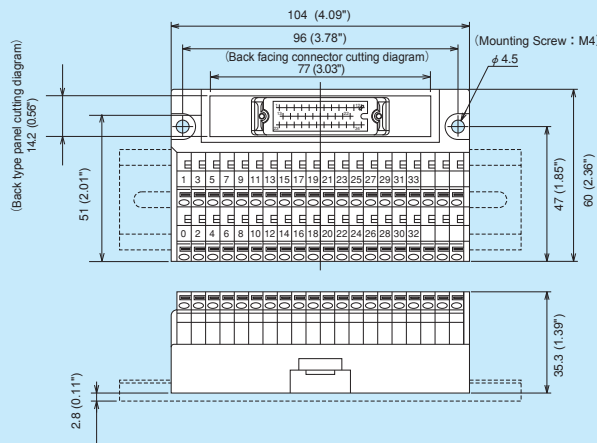 104 (4.09")
96 (3.78")
(Mounting Screw：M4)
(Back facing connector cutting diagram)
77 (3.03")
φ 4.5
(Back type panel cutting diagram)
14.2 (0.56")
51 (2.01")
47 (1.85")
60 (2.36")
1 3 5 7 9 11 13 15 17 19 21 23 25 27 29 31 33
0 2 4 6 8 10 12 14 16 18 20 22 24 26 28 30 32
35.3 (1.39")
2.8 (0.11")